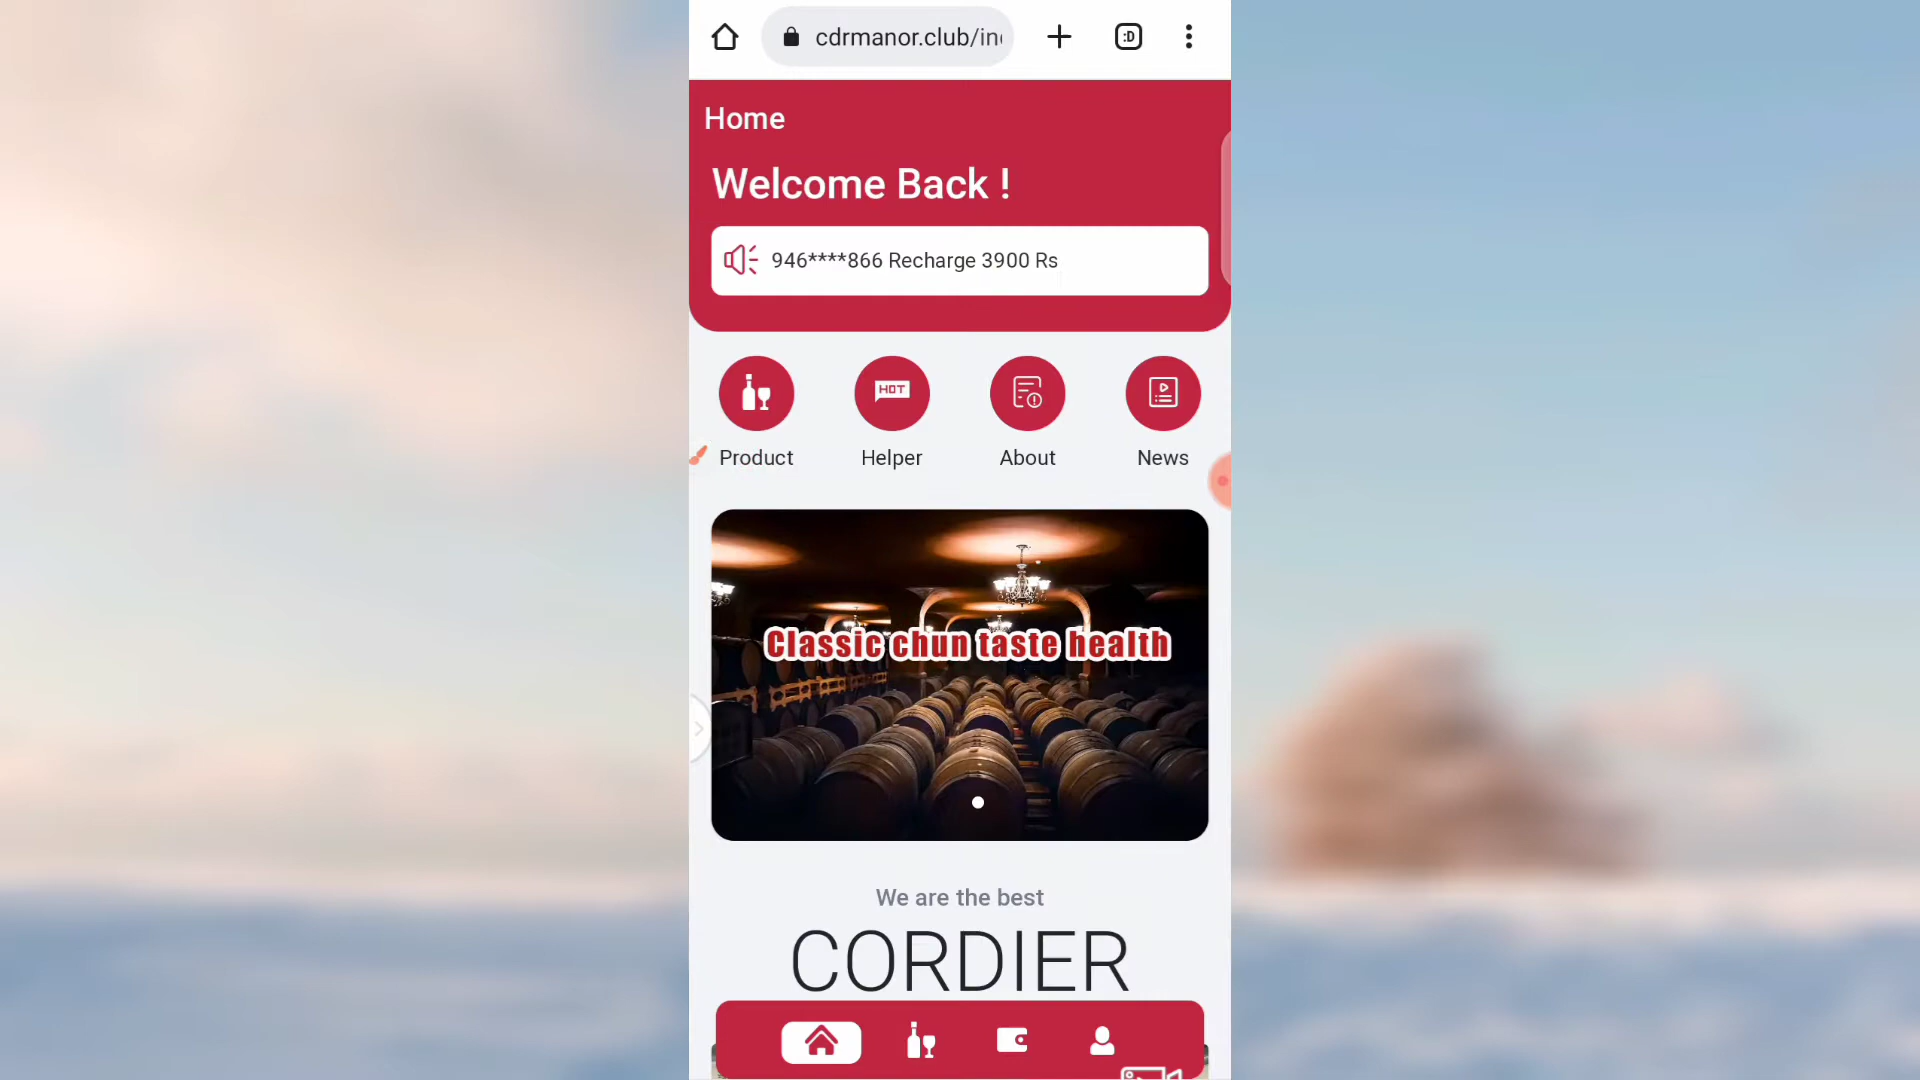 cdrmanor.club/in
:D
Home
Welcome Back !
946****866 Recharge 3900 Rs
HOT
Product
Helper
About
News
Classic chun taste health
We are the best
CORDIER